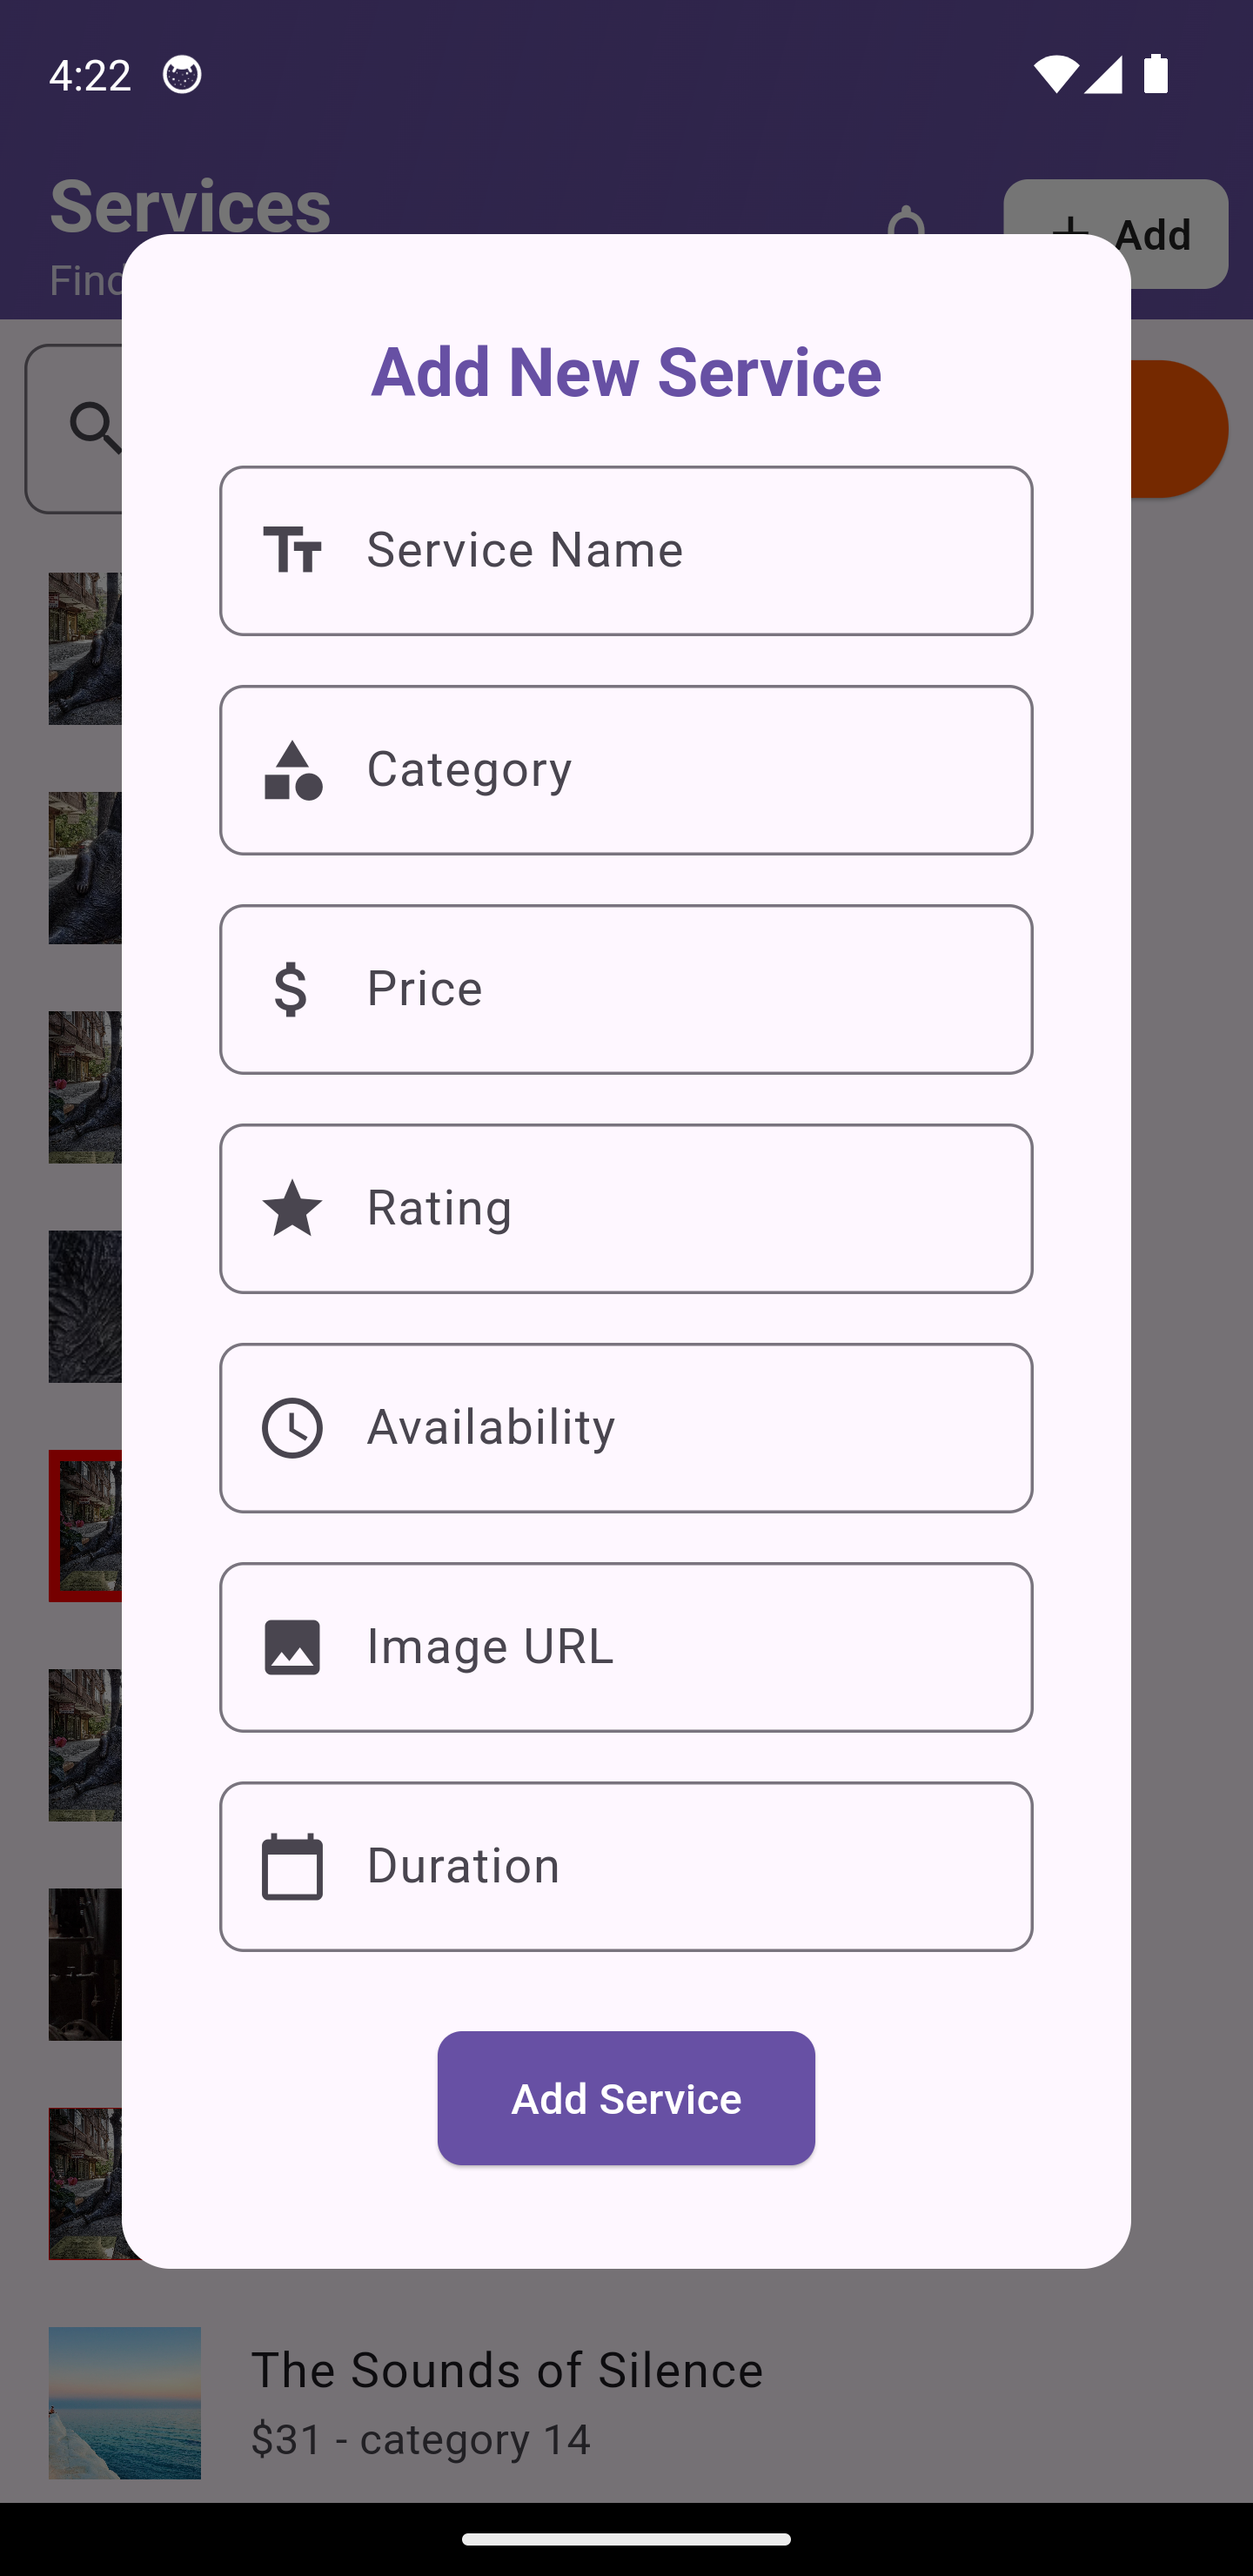 4:22
Services
Add
Add New Service
Service Name
Category
Price
Rating
Availability
Image URL
Duration
Add Service
The Sounds of Silence
$31 - category 14